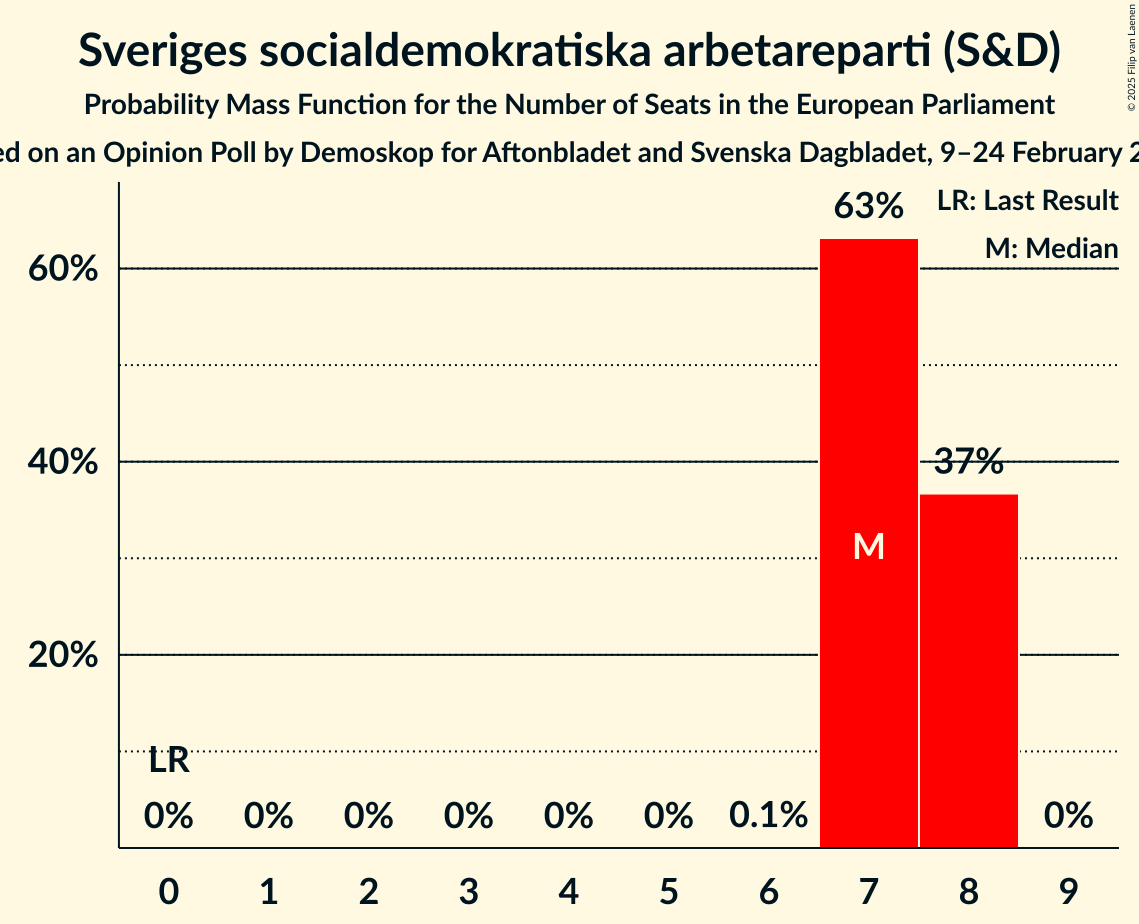 Sveriges socialdemokratiska arbetareparti (S&D)
Probability Mass Function for the Number of Seats in the European Parliament
on an Opinion Poll by Demoskop for Aftonbladet and Svenska Dagbladet, 9–24 February
© 2025 Filip van Laenen
LR: Last Result
M: Median
63%
60%
40%
37%
M
20%
LR
0% 0% 0% 0% 0% 0% 0.1% 0%
0 1 2 3 4 5 6 7 8 9